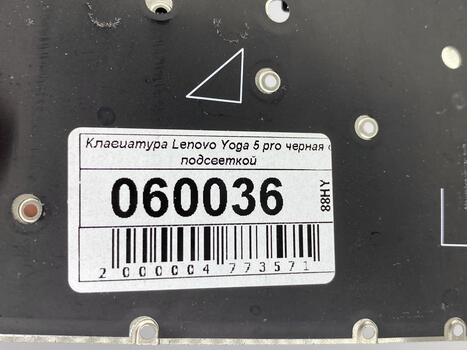 Клавиатура Lenovo Yoga 5 pro черная с
подсветкой
060036
88HY
2 000004 773571